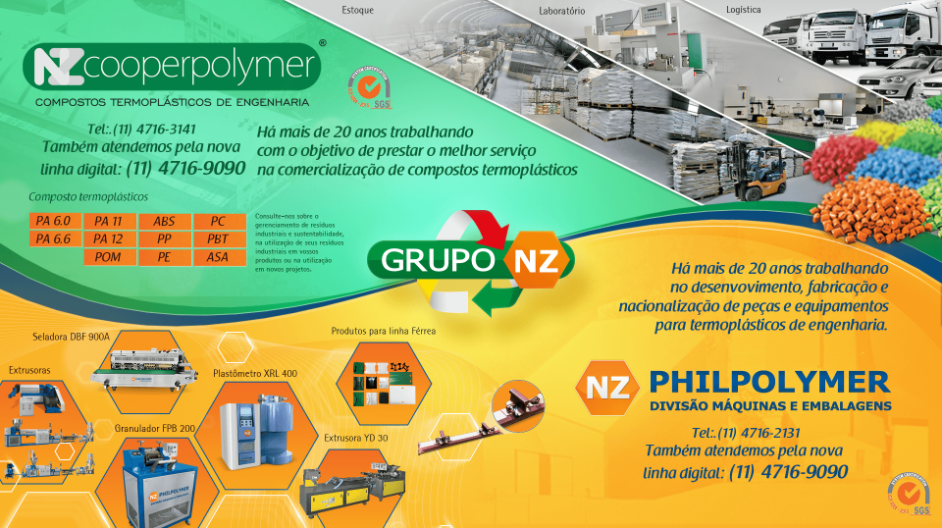 NZcooperpolymer®
COMPOSTOS TERMOPLÁSTICOS DE ENGENHARIA
SGS
Tel:.(11) 4716-3141
Também atendemos pela nova
linha digital: (11) 4716-9090
Há mais de 20 anos trabalhando
com o objetivo de prestar o melhor serviço
na comercialização de compostos termoplásticos
Estoque
Laboratório
Logística
Composto termoplásticos
PA 6.0 PA 11 ABS PC
PA 6.6 PA 12 PP PBT
POM PE ASA
Consulte-nos sobre o
gerenciamento de resíduos
industriais e sustentabilidade,
na utilização de seus resíduos
industriais em vossos
produtos ou na utilização
em novos projetos.
GRUPO NZ
Há mais de 20 anos trabalhando
no desenvovimento, fabricação e
nacionalização de peças e equipamentos
para termoplásticos de engenharia.
Seladora DBF 900A
Produtos para linha Férrea
Extrusoras
Plastômetro XRL 400
Granulador FPB 200
Extrusora YD 30
NZ PHILPOLYMER
NZ PHILPOLYMER
DIVISÃO MÁQUINAS E EMBALAGENS
Tel:.(11) 4716-2131
Também atendemos pela nova
linha digital: (11) 4716-9090
SGS